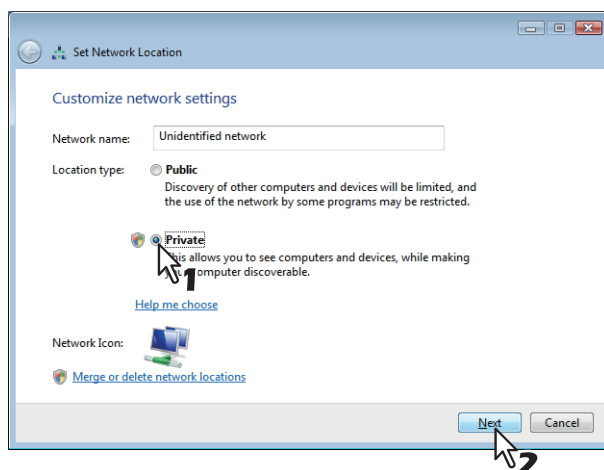 Set Network Location
Customize network settings
Network name:
Unidentified network
Location type:
Public
Discovery of other computers and devices will be limited, and
the use of the network by some programs may be restricted.
Private
This allows you to see computers and devices, while making
computer discoverable.
1
Help me choose
Network Icon:
Merge or delete network locations
Next
Cancel
2